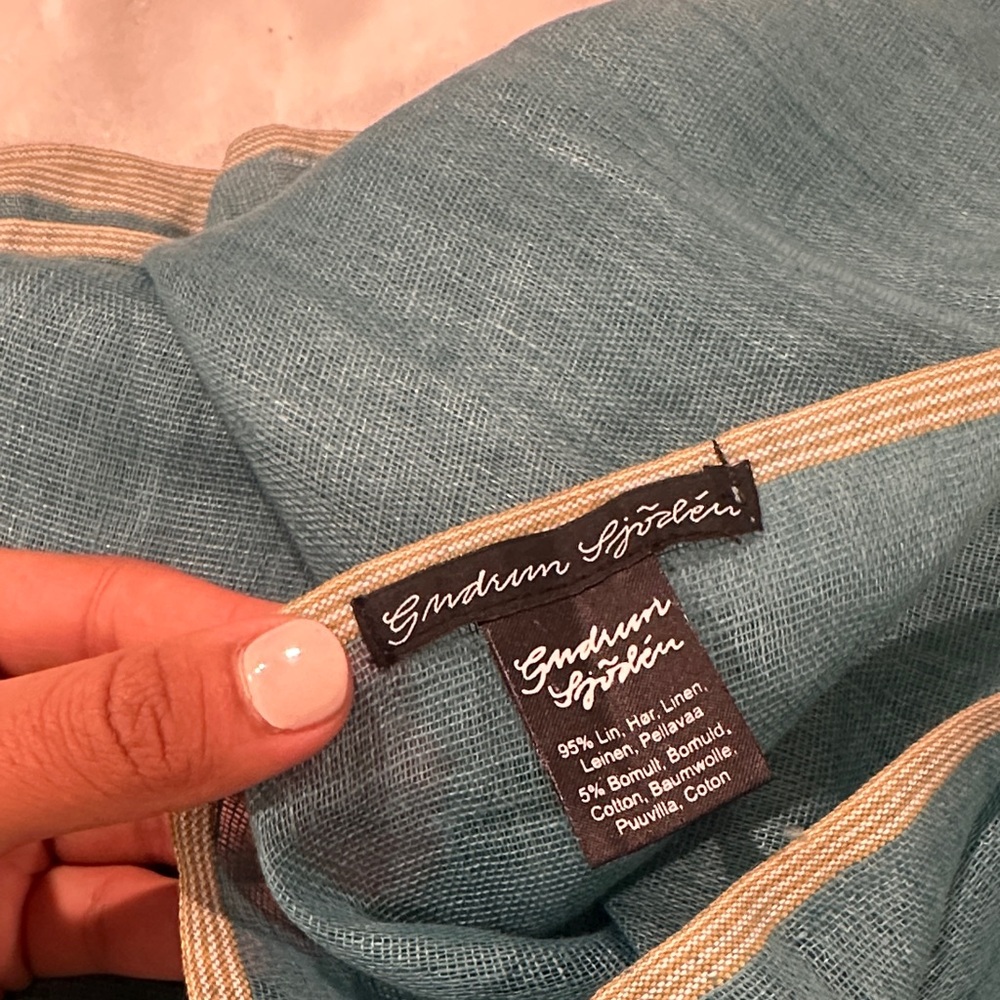 Gudrun Sjödén
Gudrun
Sjödén
95% Lin, Hør, Linen,
Leinen, Pellavaa
5% Bomull, Bomuld,
Cotton, Baumwolle,
Puuvilla, Coton